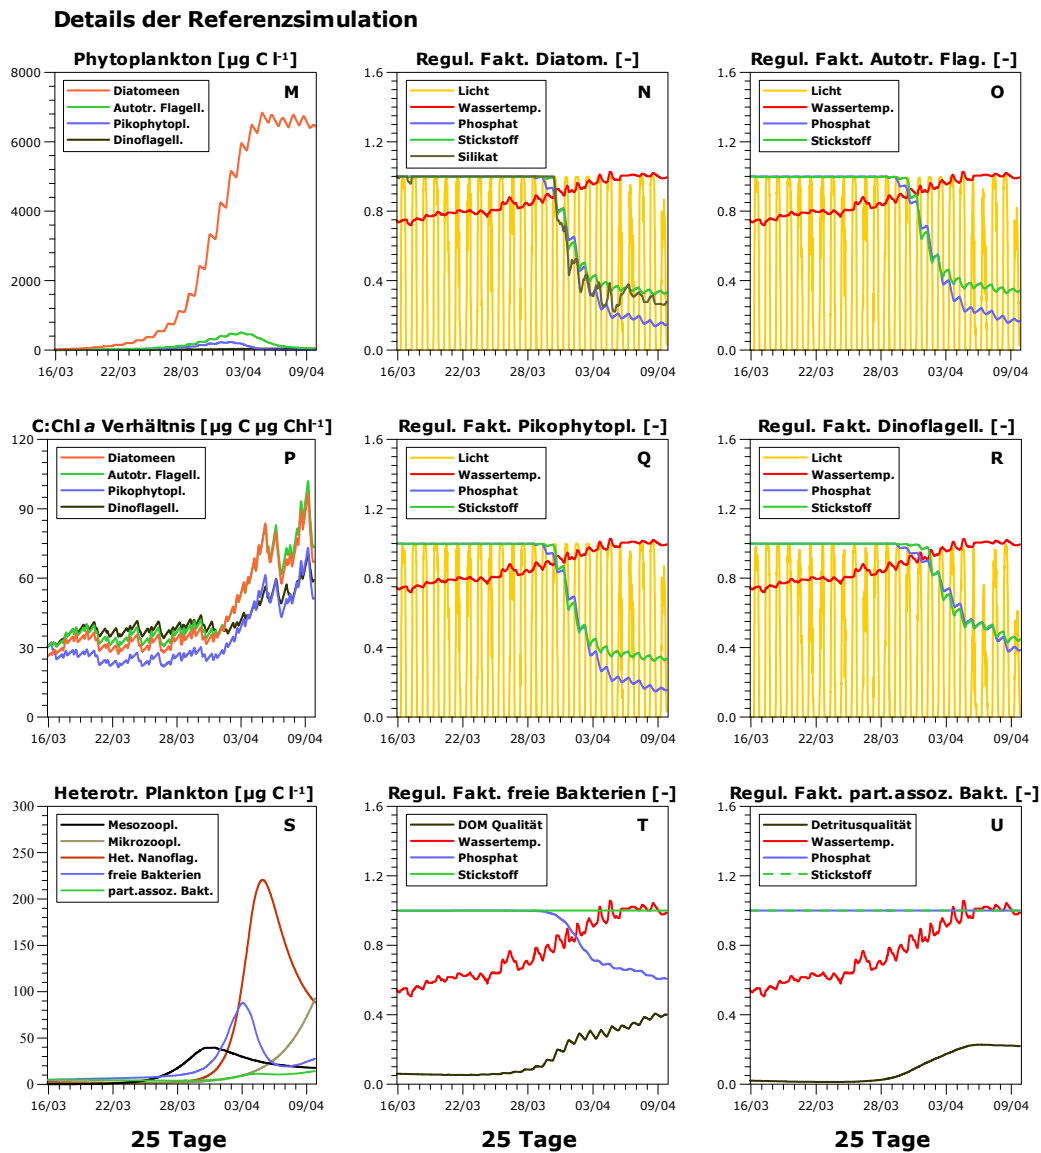 Details der Referenzsimulation
Phytoplankton [µg C l-1]
8000
6000
4000
2000
0
Diatomeen
Autotr. Flagell.
Pikophytopl.
Dinoflagell.
M
16/03 22/03 28/03 03/04 09/04
Regul. Fakt. Diatom. [-]
1.6
1.2
0.8
0.4
0.0
Licht
Wassertemp.
Phosphat
Stickstoff
Silikat
N
16/03 22/03 28/03 03/04 09/04
Regul. Fakt. Autotr. Flag. [-]
1.6
1.2
0.8
0.4
0.0
Licht
Wassertemp.
Phosphat
Stickstoff
O
16/03 22/03 28/03 03/04 09/04
C:Chl a Verhältnis [µg C µg Chl-1]
120
90
60
30
0
Diatomeen
Autotr. Flagell.
Pikophytopl.
Dinoflagell.
P
16/03 22/03 28/03 03/04 09/04
Regul. Fakt. Pikophytopl. [-]
1.6
1.2
0.8
0.4
0.0
Licht
Wassertemp.
Phosphat
Stickstoff
Q
16/03 22/03 28/03 03/04 09/04
Regul. Fakt. Dinoflagell. [-]
1.6
1.2
0.8
0.4
0.0
Licht
Wassertemp.
Phosphat
Stickstoff
R
16/03 22/03 28/03 03/04 09/04
Heterotr. Plankton [µg C l-1]
300
250
200
150
100
50
0
Mesozoopl.
Mikrozoopl.
Het. Nanoflag.
freie Bakterien
part.assoz. Bakt.
S
16/03 22/03 28/03 03/04 09/04
25 Tage
Regul. Fakt. freie Bakterien [-]
1.6
1.2
0.8
0.4
0.0
DOM Qualität
Wassertemp.
Phosphat
Stickstoff
T
16/03 22/03 28/03 03/04 09/04
25 Tage
Regul. Fakt. part.assoz. Bakt. [-]
1.6
1.2
0.8
0.4
0.0
Detritusqualität
Wassertemp.
Phosphat
Stickstoff
U
16/03 22/03 28/03 03/04 09/04
25 Tage